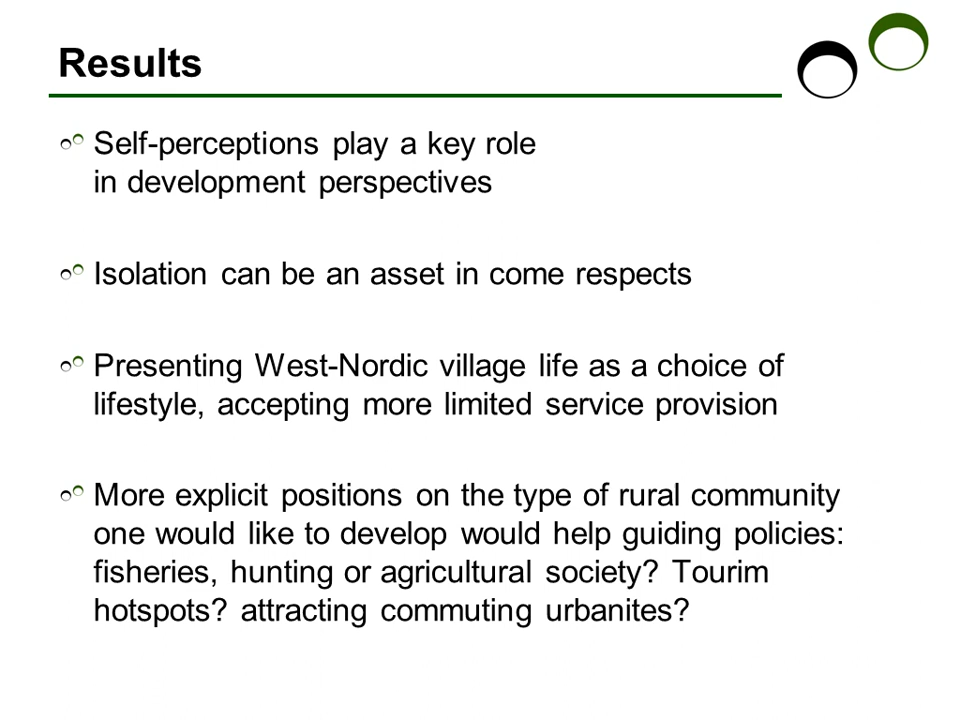 Results
Self-perceptions play a key role
in development perspectives
Isolation can be an asset in come respects
Presenting West-Nordic village life as a choice of
lifestyle, accepting more limited service provision
More explicit positions on the type of rural community
one would like to develop would help guiding policies:
fisheries, hunting or agricultural society? Tourim
hotspots? attracting commuting urbanites?